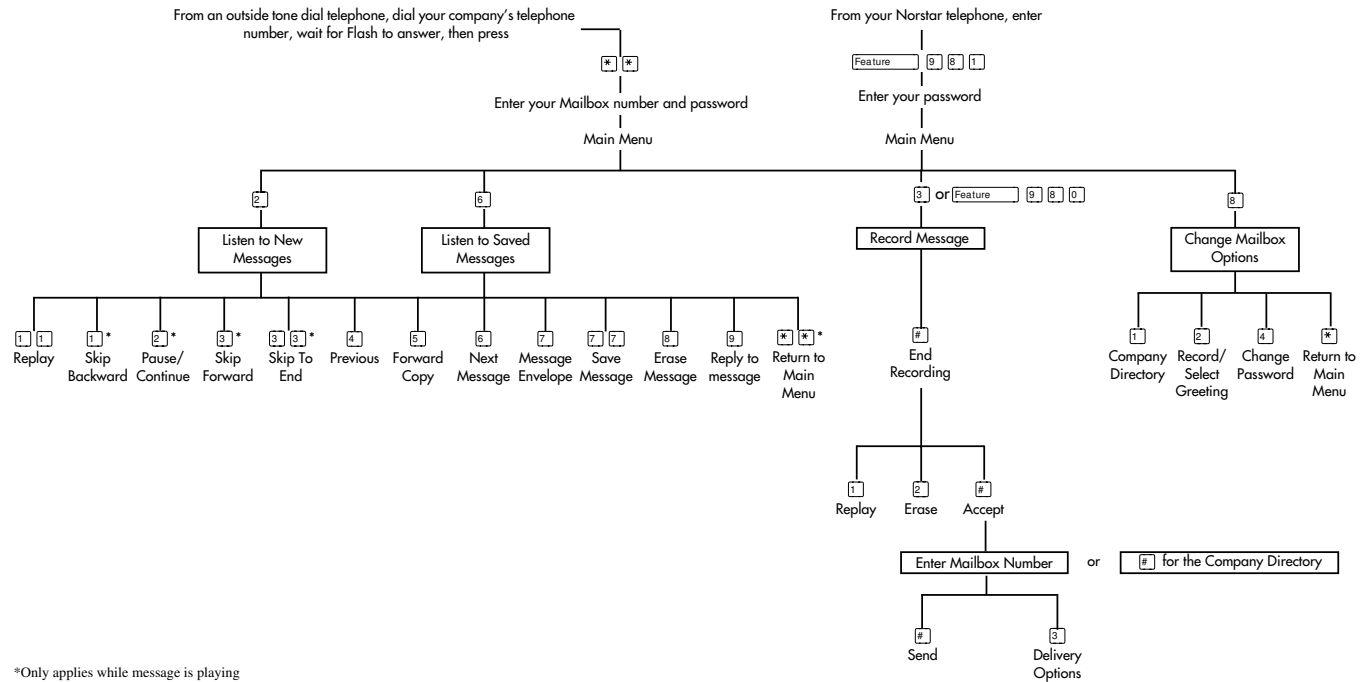 From an outside tone dial telephone, dial your company's telephone
number, wait for Flash to answer, then press
* *
Enter your Mailbox number and password
Main Menu
From your Norstar telephone, enter
Feature 9 8 1
Enter your password
Main Menu
2
Listen to New
Messages
6
Listen to Saved
Messages
3 or Feature 9 8 0
Record Message
8
Change Mailbox
Options
1 1
Replay
1 *
Skip
Backward
2 *
Pause/
Continue
3 *
Skip
Forward
3 3 *
Skip To
End
4
Previous
5
Forward
Copy
6
Next
Message
7
Message
Envelope
7 7
Save
Message
8
Erase
Message
9
Reply to
message
* * *
Return to
Main
Menu
#
End
Recording
1
Company
Directory
2
Record/
Select
Greeting
4
Change
Password
*
Return to
Main
Menu
1
Replay
2
Erase
#
Accept
Enter Mailbox Number
or
# for the Company Directory
#
Send
3
Delivery
Options
*Only applies while message is playing